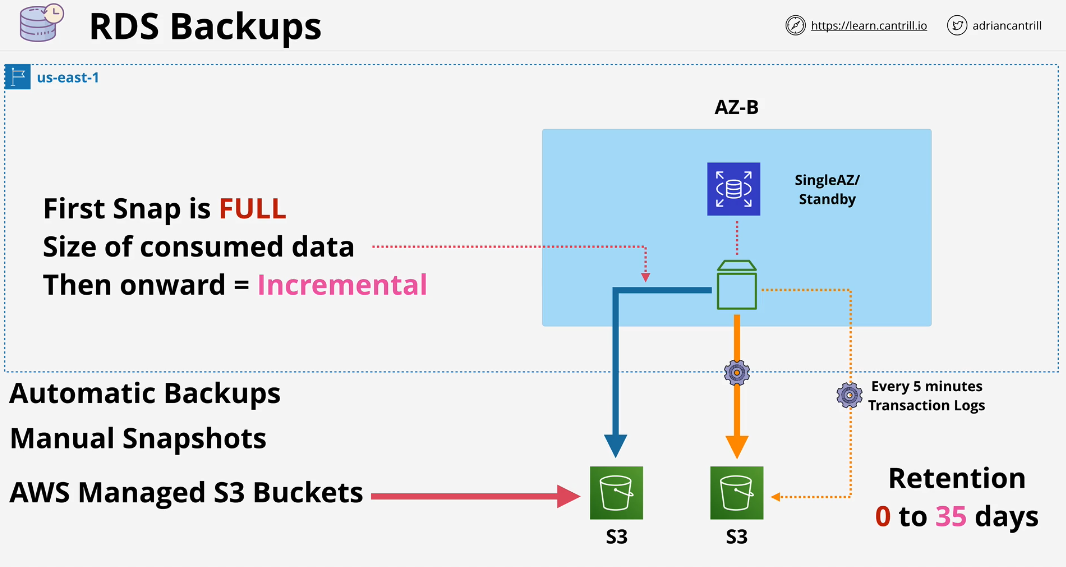 RDS Backups
https://learn.cantrill.io
adriancantrill
us-east-1
AZ-B
SingleAZ/
Standby
First Snap is FULL
Size of consumed data
Then onward = Incremental
Automatic Backups
Manual Snapshots
AWS Managed S3 Buckets
Every 5 minutes
Transaction Logs
Retention
0 to 35 days
S3
S3